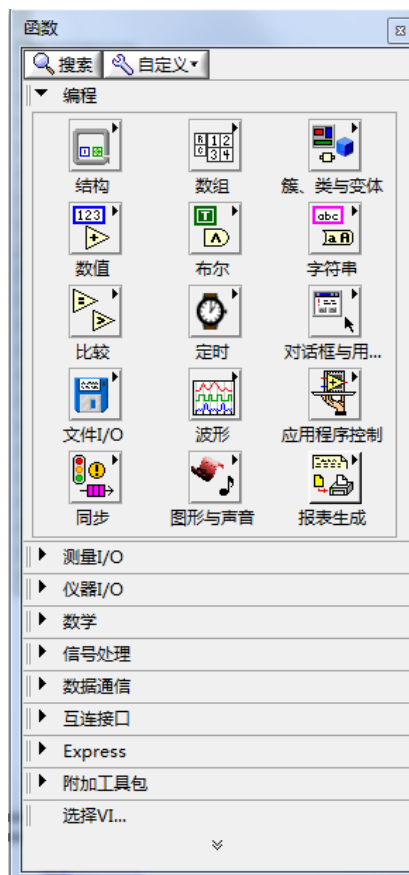 函数
搜索 自定义
编程
结构 数组 簇、类与变体
123 abc
数值 布尔 字符串
比较 定时 对话框与用...
文件I/O 波形 应用程序控制
同步 图形与声音 报表生成
测量I/O
仪器I/O
数学
信号处理
数据通信
互连接口
Express
附加工具包
选择VI...